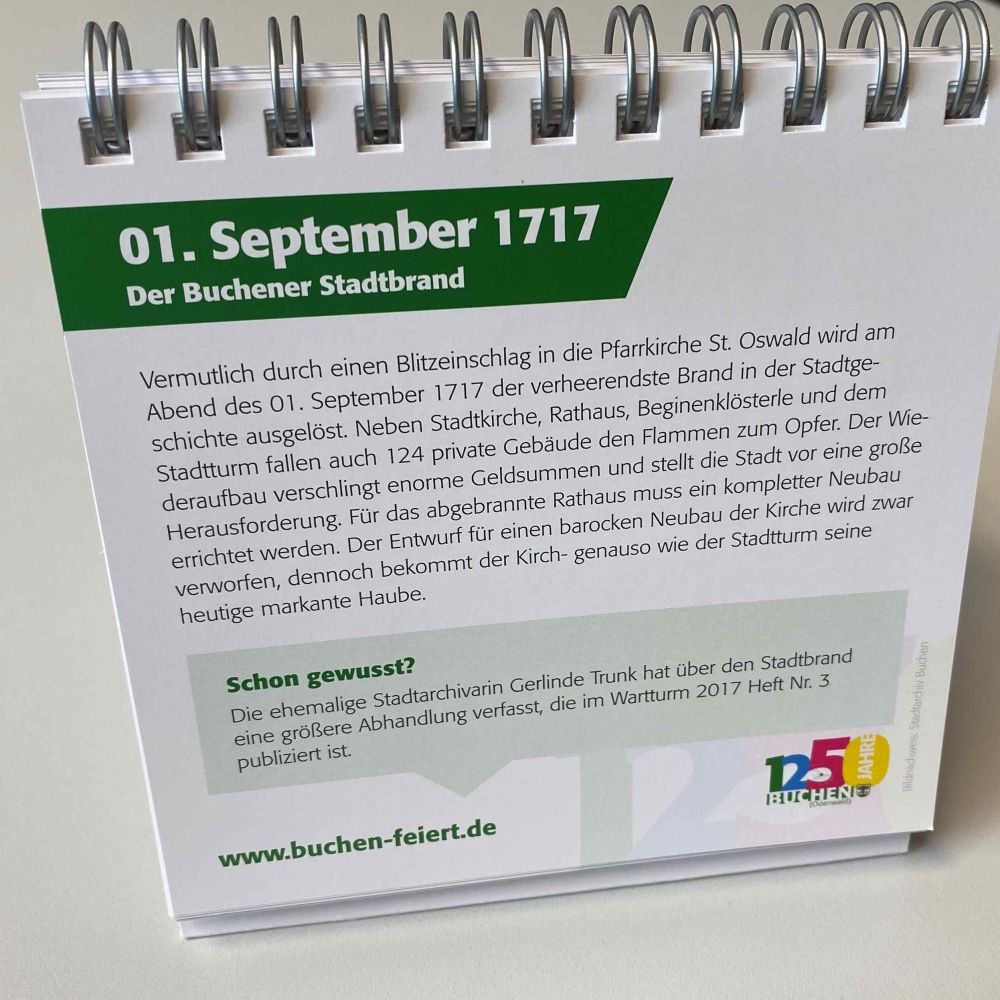 01. September 1717
Der Buchener Stadtbrand
Vermutlich durch einen Blitzeinschlag in die Pfarrkirche St. Oswald wird am
Abend des 01. September 1717 der verheerendste Brand in der Stadtge-
schichte ausgelöst. Neben Stadtkirche, Rathaus, Beginenklösterle und dem
Stadtturm fallen auch 124 private Gebäude den Flammen zum Opfer. Der Wie-
deraufbau verschlingt enorme Geldsummen und stellt die Stadt vor eine große
Herausforderung. Für das abgebrannte Rathaus muss ein kompletter Neubau
errichtet werden. Der Entwurf für einen barocken Neubau der Kirche wird zwar
verworfen, dennoch bekommt der Kirch- genauso wie der Stadtturm seine
heutige markante Haube.
Schon gewusst?
Die ehemalige Stadtarchivarin Gerlinde Trunk hat über den Stadtbrand
eine größere Abhandlung verfasst, die im Wartturm 2017 Heft Nr. 3
publiziert ist.
www.buchen-feiert.de
1250
JAHRE
BUCHEN
(Odenwald)
Bildnachweis: Stadtarchiv Buchen